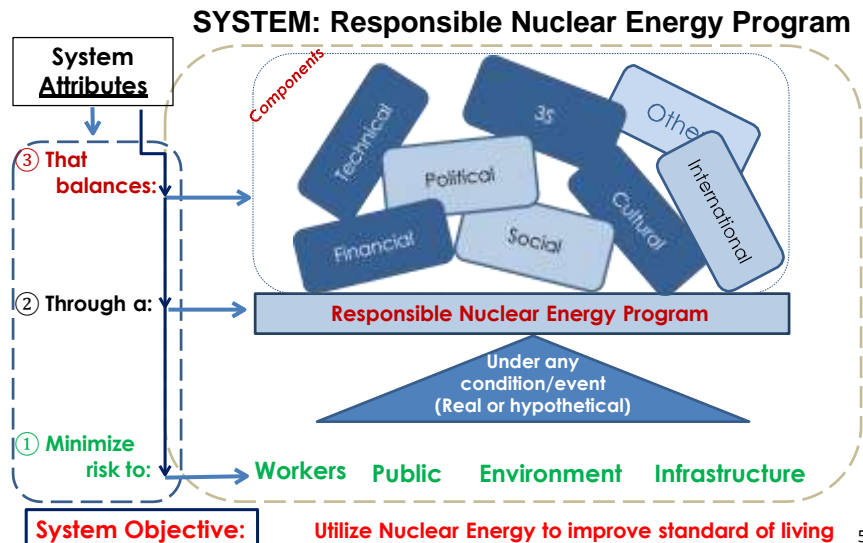 SYSTEM: Responsible Nuclear Energy Program
System
Attributes
Components
Technical
3S
Other
Political
International
Cultural
Financial
Social
③ That
balances:
② Through a:
Responsible Nuclear Energy Program
Under any
condition/event
(Real or hypothetical)
① Minimize
risk to:
Workers Public Environment Infrastructure
System Objective: Utilize Nuclear Energy to improve standard of living
5